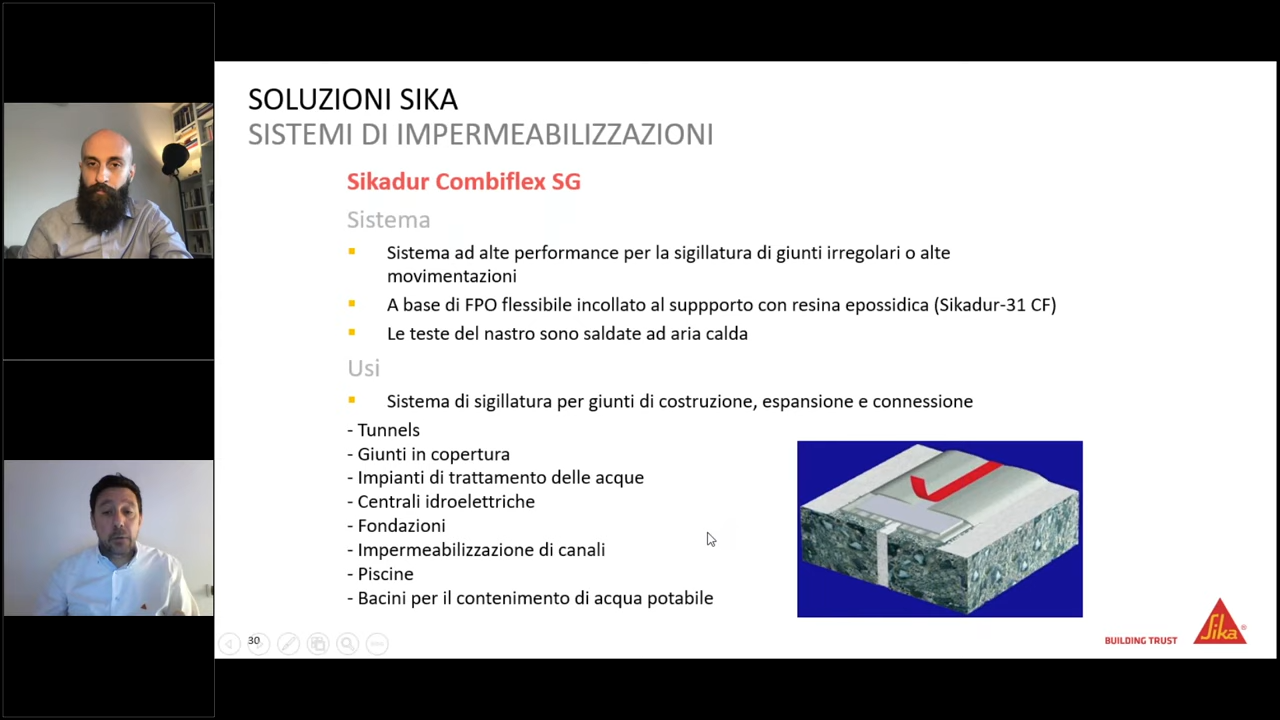 SOLUZIONI SIKA
SISTEMI DI IMPERMEABILIZZAZIONI
Sikadur Combiflex SG
Sistema
Sistema ad alte performance per la sigillatura di giunti irregolari o alte
movimentazioni
A base di FPO flessibile incollato al suppporto con resina epossidica (Sikadur-31 CF)
Le teste del nastro sono saldate ad aria calda
Usi
Sistema di sigillatura per giunti di costruzione, espansione e connessione
- Tunnels
- Giunti in copertura
- Impianti di trattamento delle acque
- Centrali idroelettriche
- Fondazioni
- Impermeabilizzazione di canali
- Piscine
- Bacini per il contenimento di acqua potabile
30
BUILDING TRUST
Sika®